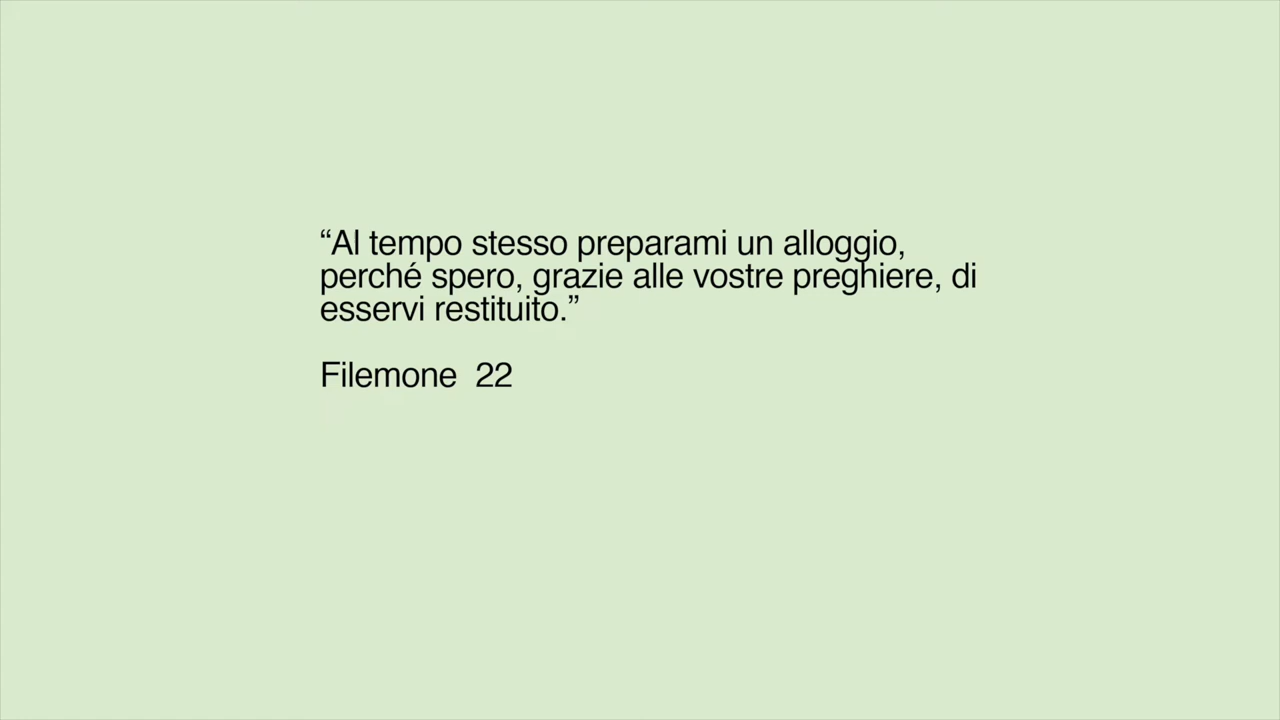 “Al tempo stesso preparami un alloggio,
perché spero, grazie alle vostre preghiere, di
esservi restituito.”
Filemone  22